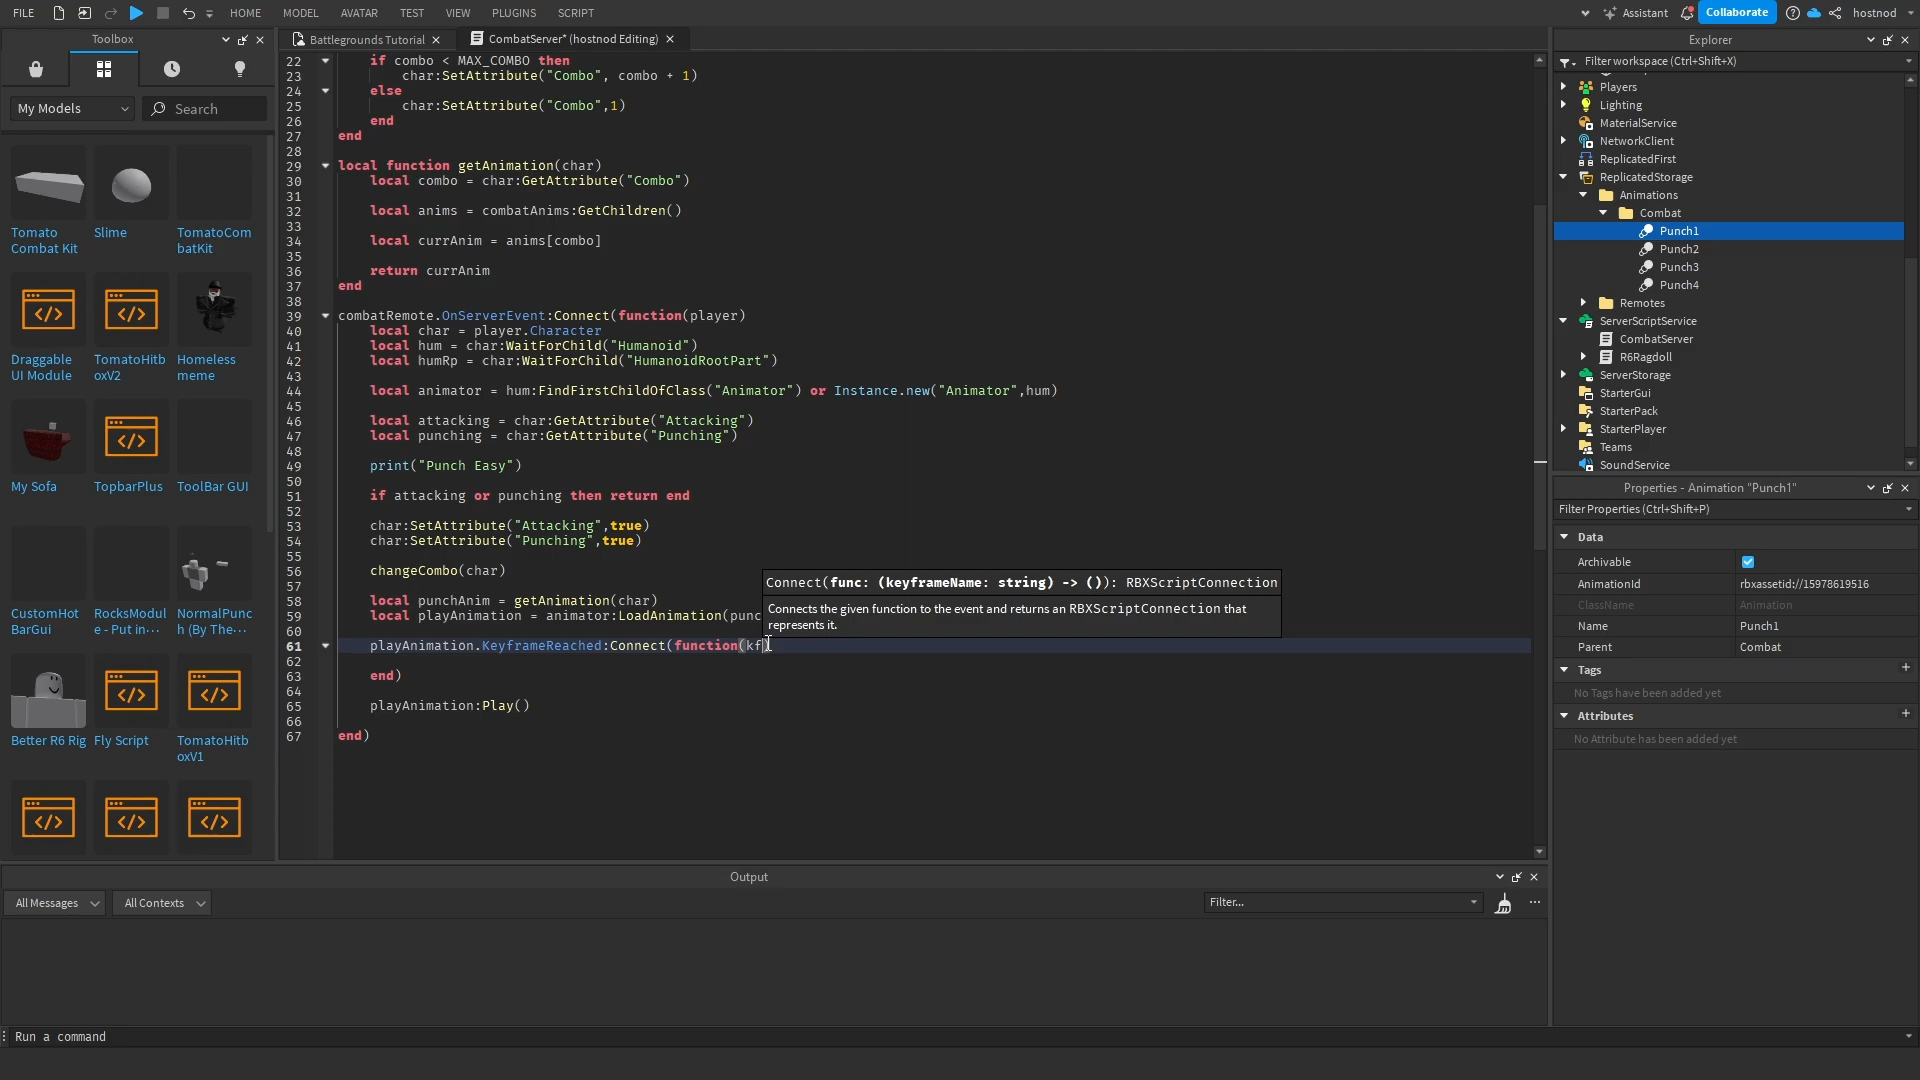 FILE HOME MODEL AVATAR TEST VIEW PLUGINS SCRIPT Assistant Collaborate hostnod
Toolbox
My Models Search
Tomato Combat Kit
Slime
TomatoCombatKit
Draggable UI Module
TomatoHitboxV2
Homeless meme
My Sofa
TopbarPlus
ToolBar GUI
CustomHotBarGui
RocksModule - Put in...
NormalPunch (By The...
Better R6 Rig
Fly Script
TomatoHitboxV1
Battlegrounds Tutorial
CombatServer* (hostnod Editing)
22 if combo < MAX_COMBO then
23 char:SetAttribute("Combo", combo + 1)
24 else
25 char:SetAttribute("Combo",1)
26 end
27 end
28
29 local function getAnimation(char)
30 local combo = char:GetAttribute("Combo")
31
32 local anims = combatAnims:GetChildren()
33
34 local currAnim = anims[combo]
35
36 return currAnim
37 end
38
39 combatRemote.OnServerEvent:Connect(function(player)
40 local char = player.Character
41 local hum = char:WaitForChild("Humanoid")
42 local humRp = char:WaitForChild("HumanoidRootPart")
43
44 local animator = hum:FindFirstChildOfClass("Animator") or Instance.new("Animator",hum)
45
46 local attacking = char:GetAttribute("Attacking")
47 local punching = char:GetAttribute("Punching")
48
49 print("Punch Easy")
50
51 if attacking or punching then return end
52
53 char:SetAttribute("Attacking",true)
54 char:SetAttribute("Punching",true)
55
56 changeCombo(char)
57
58 local punchAnim = getAnimation(char)
59 local playAnimation = animator:LoadAnimation(punc
60
61 playAnimation.KeyframeReached:Connect(function(kf)
62
63 end)
64
65 playAnimation:Play()
66
67 end)
Connect(func: (keyframeName: string) -> ()): RBXScriptConnection
Connects the given function to the event and returns an RBXScriptConnection that
represents it.
Output
All Messages All Contexts Filter...
Run a command
Explorer
Filter workspace (Ctrl+Shift+X)
Players
Lighting
MaterialService
NetworkClient
ReplicatedFirst
ReplicatedStorage
Animations
Combat
Punch1
Punch2
Punch3
Punch4
Remotes
ServerScriptService
CombatServer
R6Ragdoll
ServerStorage
StarterGui
StarterPack
StarterPlayer
Teams
SoundService
Properties - Animation "Punch1"
Filter Properties (Ctrl+Shift+P)
Data
Archivable
AnimationId rbxassetid://15978619516
ClassName Animation
Name Punch1
Parent Combat
Tags
No Tags have been added yet
Attributes
No Attribute has been added yet